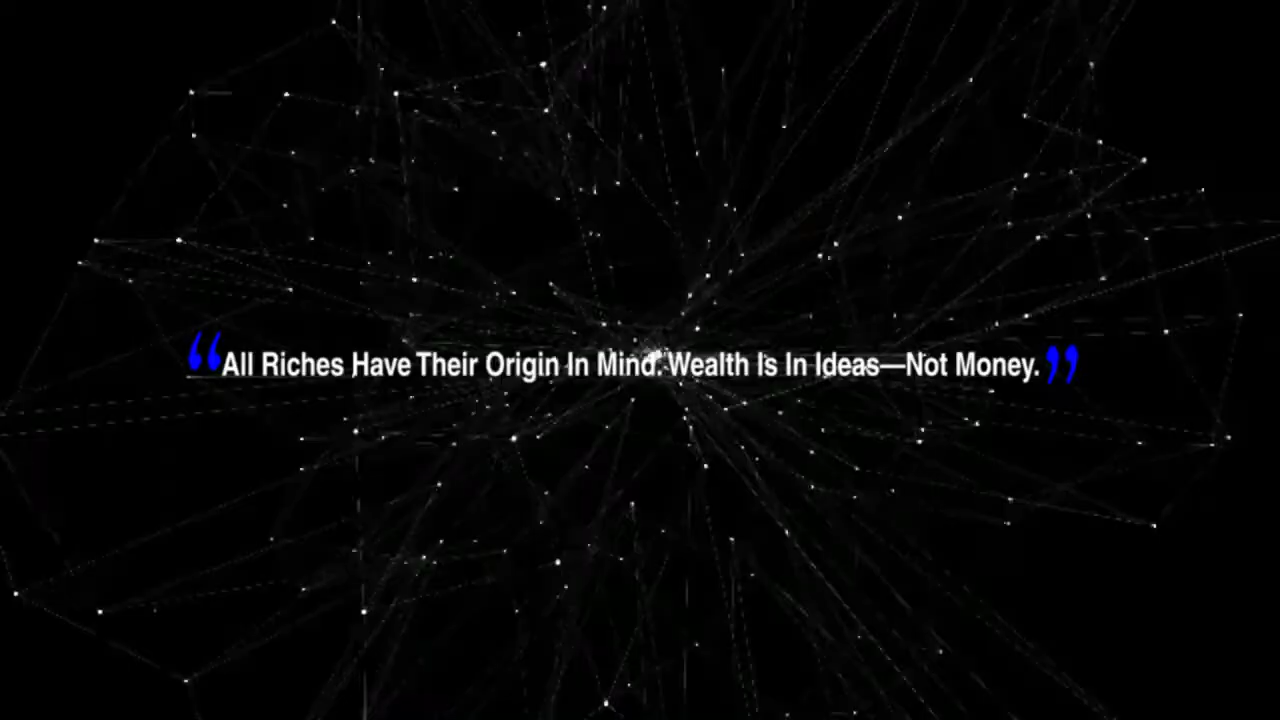 “All Riches Have Their Origin In Mind. Wealth Is In Ideas—Not Money.”